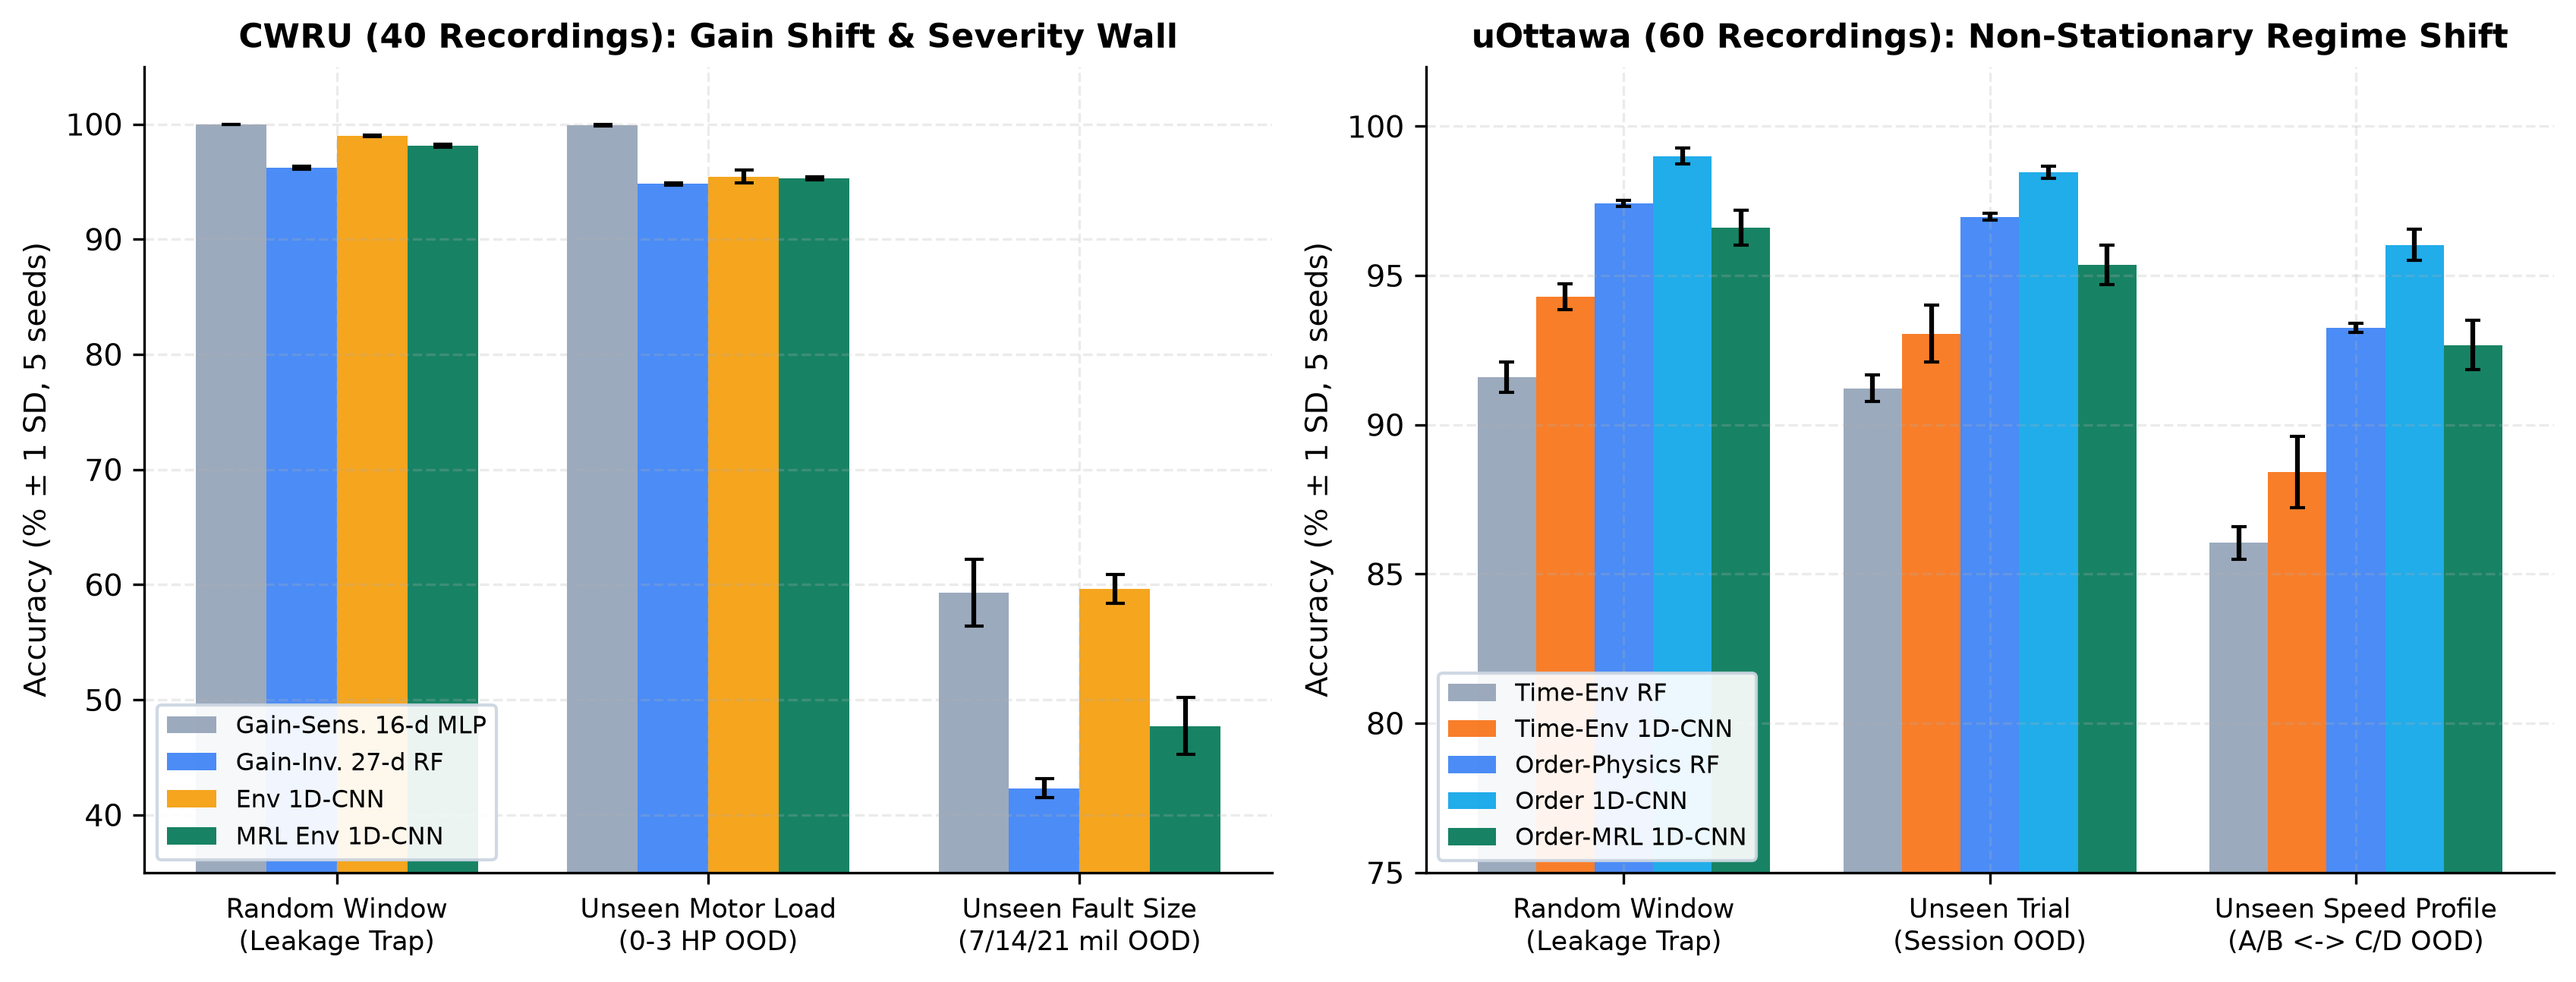 CWRU (40 Recordings): Gain Shift & Severity Wall
Accuracy (% ± 1 SD, 5 seeds)
100
90
80
70
60
50
40
Gain-Sens. 16-d MLP
Gain-Inv. 27-d RF
Env 1D-CNN
MRL Env 1D-CNN
Random Window
(Leakage Trap)
Unseen Motor Load
(0-3 HP OOD)
Unseen Fault Size
(7/14/21 mil OOD)
uOttawa (60 Recordings): Non-Stationary Regime Shift
Accuracy (% ± 1 SD, 5 seeds)
100
95
90
85
80
75
Time-Env RF
Time-Env 1D-CNN
Order-Physics RF
Order 1D-CNN
Order-MRL 1D-CNN
Random Window
(Leakage Trap)
Unseen Trial
(Session OOD)
Unseen Speed Profile
(A/B <-> C/D OOD)